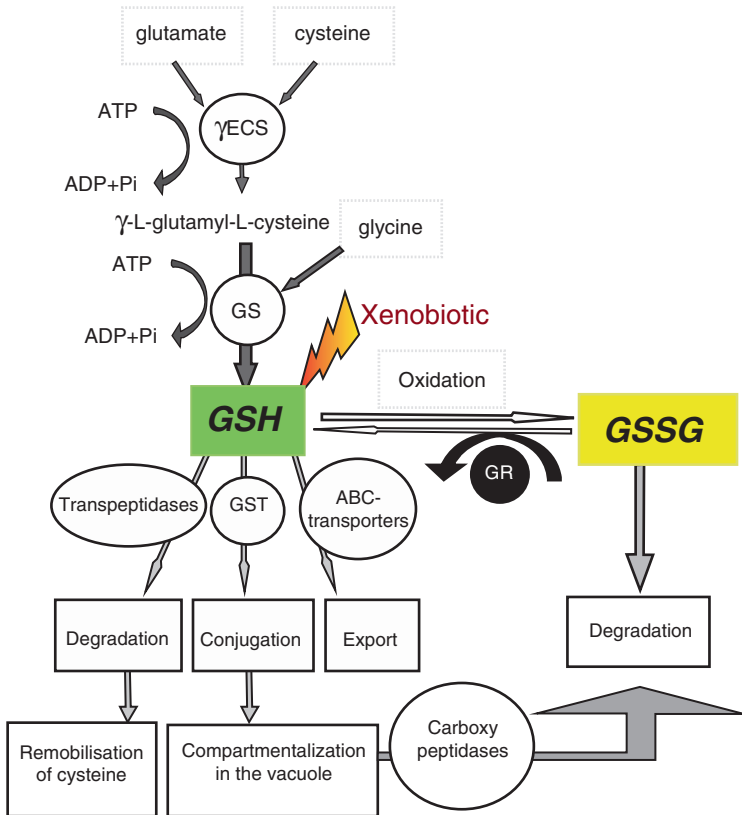 glutamate
cysteine
ATP
γECS
ADP+Pi
γ-L-glutamyl-L-cysteine
glycine
ATP
GS
ADP+Pi
Xenobiotic
Oxidation
GSH
GSSG
GR
Transpeptidases
GST
ABC-
transporters
Degradation
Conjugation
Export
Degradation
Remobilisation
of cysteine
Compartmentalization
in the vacuole
Carboxy
peptidases